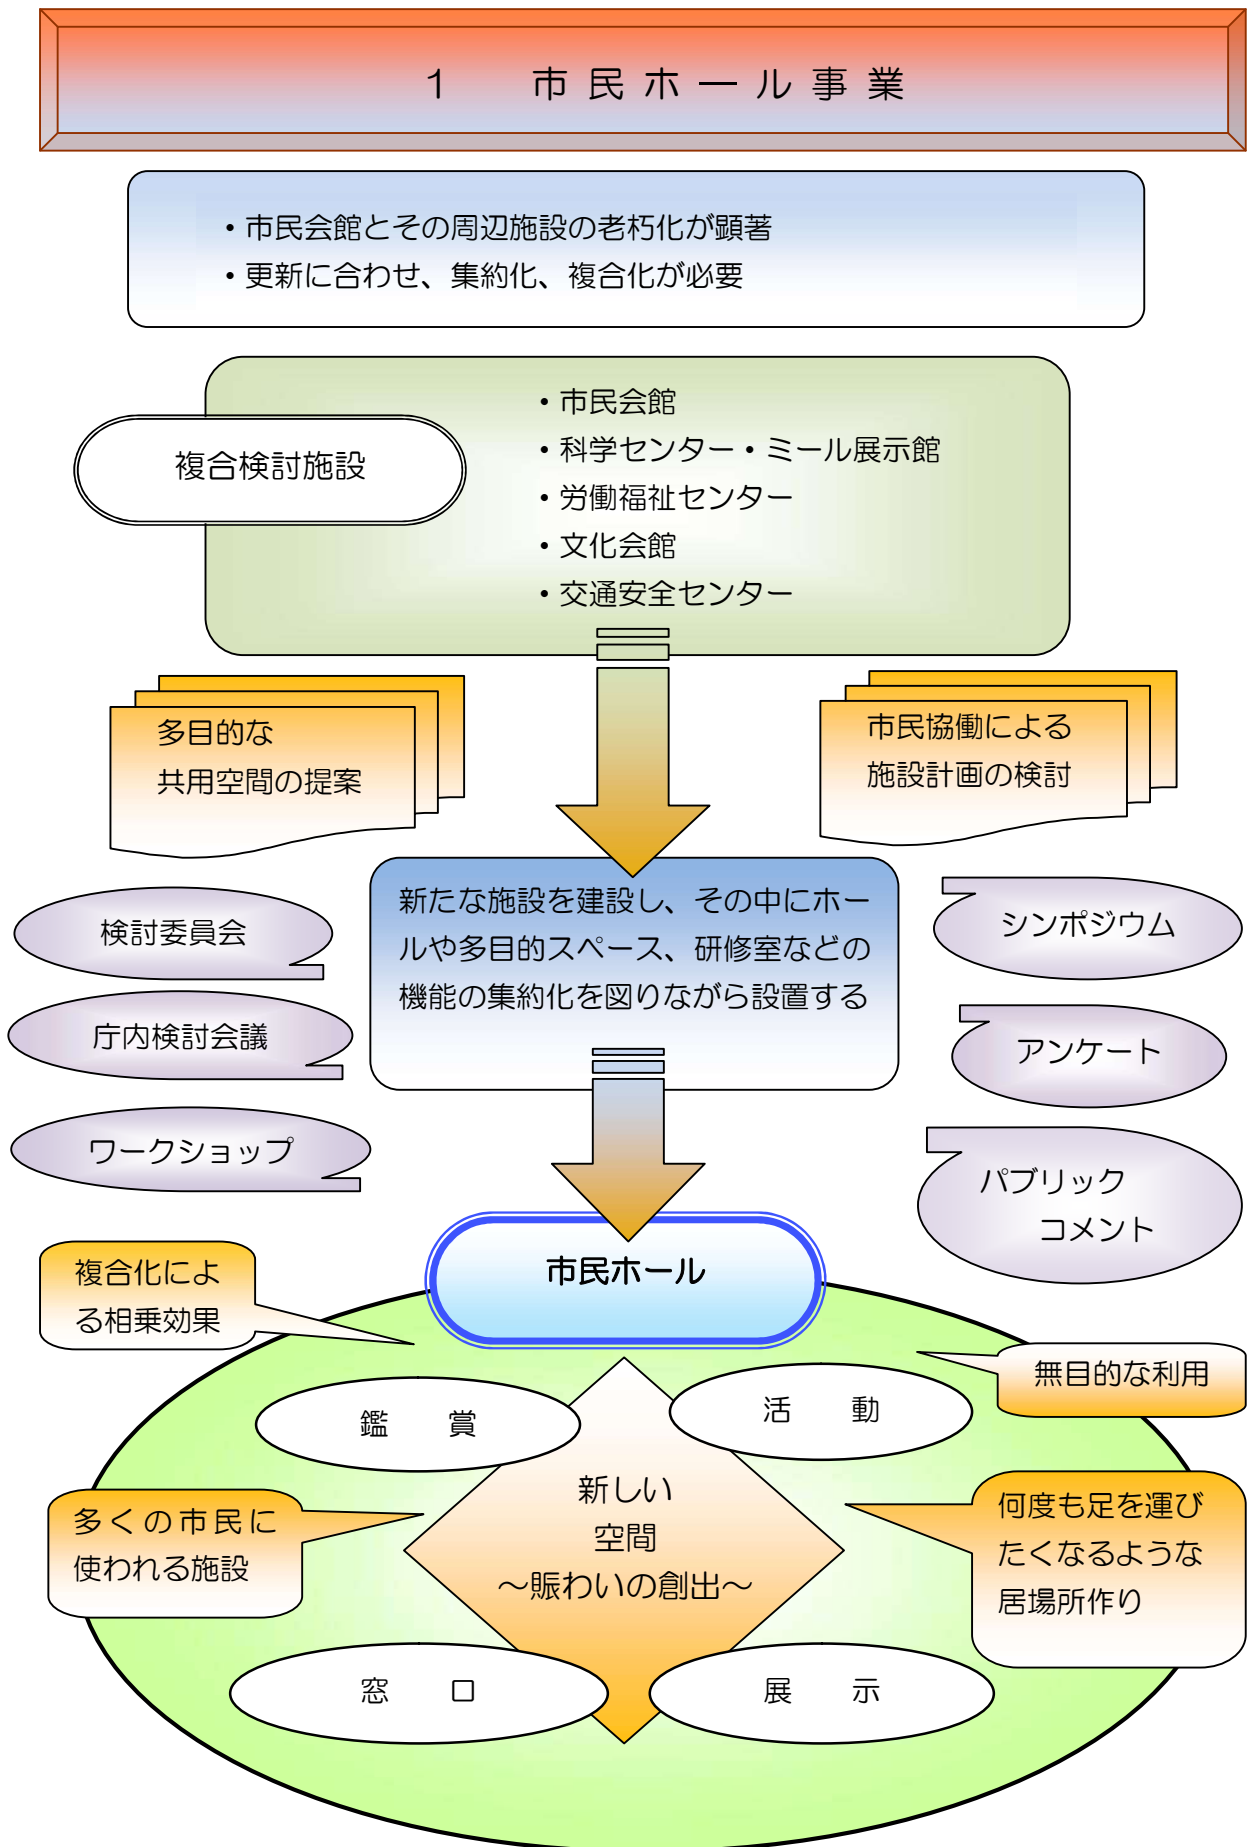 1 市民ホール事業
・市民会館とその周辺施設の老朽化が顕著
・更新に合わせ、集約化、複合化が必要
複合検討施設
・市民会館
・科学センター・ミール展示館
・労働福祉センター
・文化会館
・交通安全センター
多目的な
共用空間の提案
市民協働による
施設計画の検討
新たな施設を建設し、その中にホー
ルや多目的スペース、研修室などの
機能の集約化を図りながら設置する
検討委員会
庁内検討会議
ワークショップ
シンポジウム
アンケート
パブリック
コメント
市民ホール
複合化によ
る相乗効果
無目的な利用
鑑 賞
活 動
新しい
空間
～賑わいの創出～
多くの市民に
使われる施設
何度も足を運び
たくなるような
居場所作り
窓 口
展 示